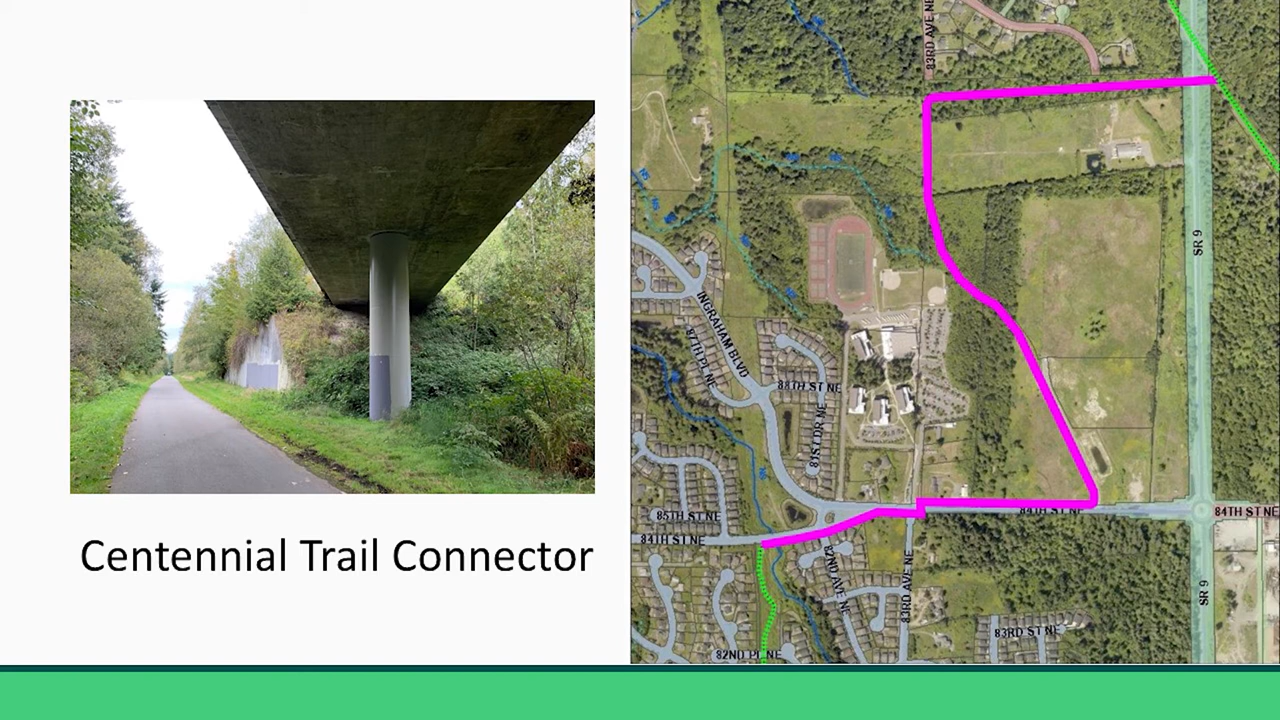 Centennial Trail Connector
83RD AVE NE
SR 9
INGRAHAM BLVD
87TH PL NE
88TH ST NE
81ST DR NE
85TH ST NE
84TH ST NE
84TH ST NE
84TH ST NE
82ND AVE NE
83RD AVE NE
SR 9
83RD ST NE
82ND PL NE